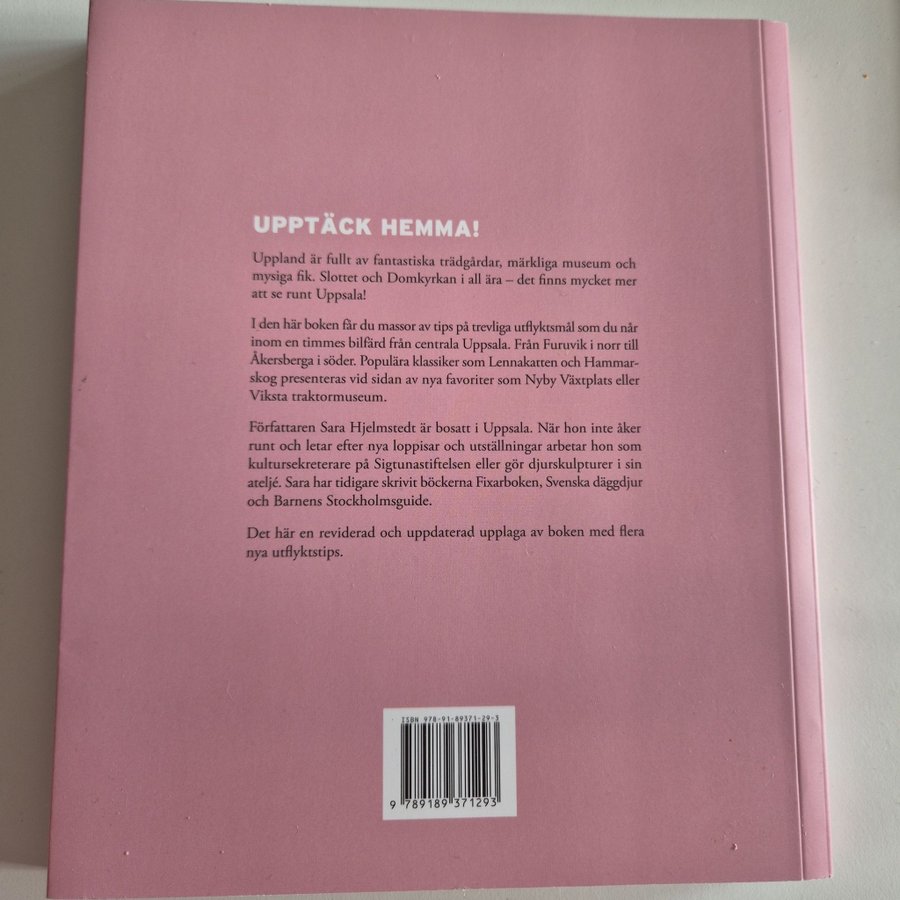 UPPTÄCK HEMMA!
Uppland är fullt av fantastiska trädgårdar, märkliga museum och
mysiga fik. Slottet och Domkyrkan i all ära – det finns mycket mer
att se runt Uppsala!
I den här boken får du massor av tips på trevliga utflyktsmål som du når
inom en timmes bilfärd från centrala Uppsala. Från Furuvik i norr till
Åkersberga i söder. Populära klassiker som Lennakatten och Hammar-
skog presenteras vid sidan av nya favoriter som Nyby Växtplats eller
Viksta traktormuseum.
Författaren Sara Hjelmstedt är bosatt i Uppsala. När hon inte åker
runt och letar efter nya loppisar och utställningar arbetar hon som
kultursekreterare på Sigtunastiftelsen eller gör djurskulpturer i sin
ateljé. Sara har tidigare skrivit böckerna Fixarboken, Svenska däggdjur
och Barnens Stockholmsguide.
Det här en reviderad och uppdaterad upplaga av boken med flera
nya utflyktstips.
ISBN 978-91-89371-29-3
9 789189 371293